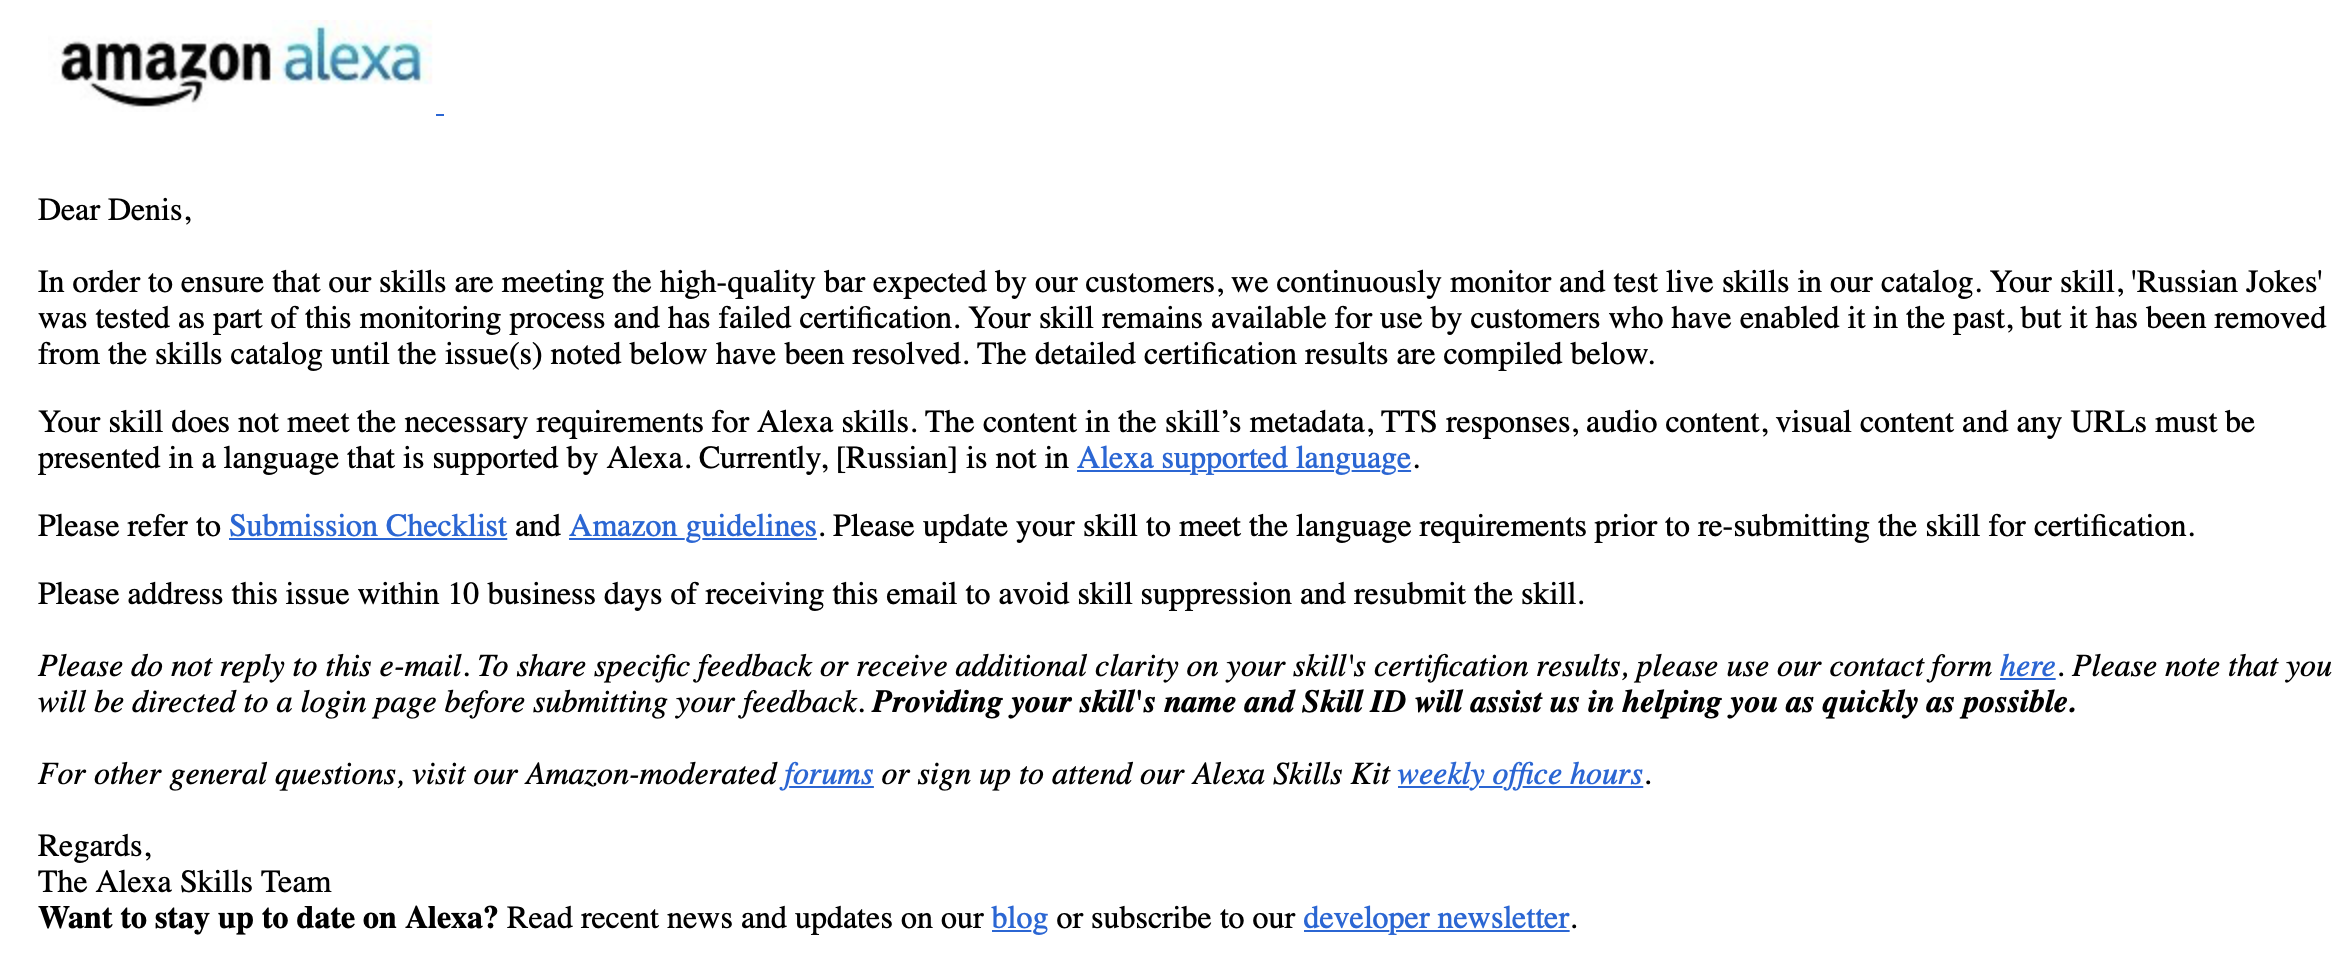 amazon alexa
Dear Denis,
In order to ensure that our skills are meeting the high-quality bar expected by our customers, we continuously monitor and test live skills in our catalog. Your skill, 'Russian Jokes'
was tested as part of this monitoring process and has failed certification. Your skill remains available for use by customers who have enabled it in the past, but it has been removed
from the skills catalog until the issue(s) noted below have been resolved. The detailed certification results are compiled below.
Your skill does not meet the necessary requirements for Alexa skills. The content in the skill’s metadata, TTS responses, audio content, visual content and any URLs must be
presented in a language that is supported by Alexa. Currently, [Russian] is not in Alexa supported language.
Please refer to Submission Checklist and Amazon guidelines. Please update your skill to meet the language requirements prior to re-submitting the skill for certification.
Please address this issue within 10 business days of receiving this email to avoid skill suppression and resubmit the skill.
Please do not reply to this e-mail. To share specific feedback or receive additional clarity on your skill's certification results, please use our contact form here. Please note that you
will be directed to a login page before submitting your feedback. Providing your skill's name and Skill ID will assist us in helping you as quickly as possible.
For other general questions, visit our Amazon-moderated forums or sign up to attend our Alexa Skills Kit weekly office hours.
Regards,
The Alexa Skills Team
Want to stay up to date on Alexa? Read recent news and updates on our blog or subscribe to our developer newsletter.